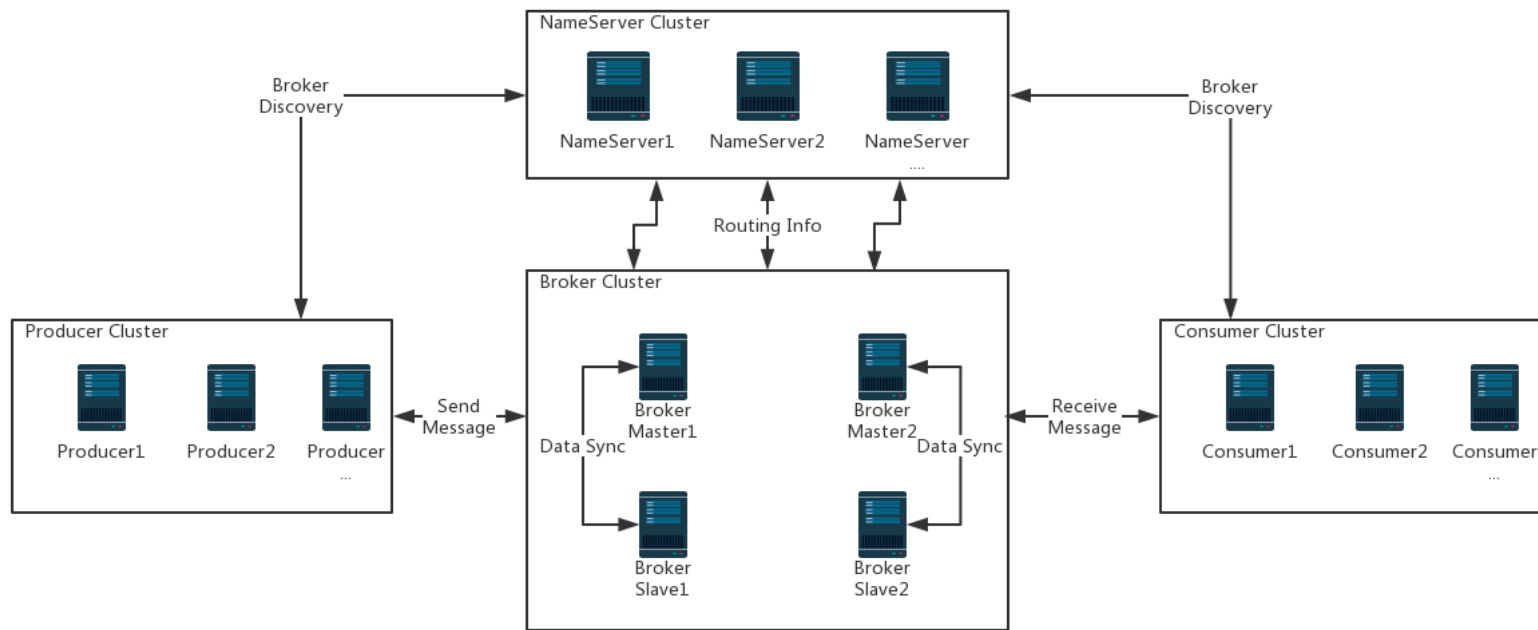 NameServer Cluster
NameServer1
NameServer2
NameServer
....
Broker
Discovery
Broker
Discovery
Routing Info
Producer Cluster
Producer1
Producer2
Producer
...
Send
Message
Broker Cluster
Broker
Master1
Broker
Master2
Data Sync
Data Sync
Broker
Slave1
Broker
Slave2
Receive
Message
Consumer Cluster
Consumer1
Consumer2
Consumer
...